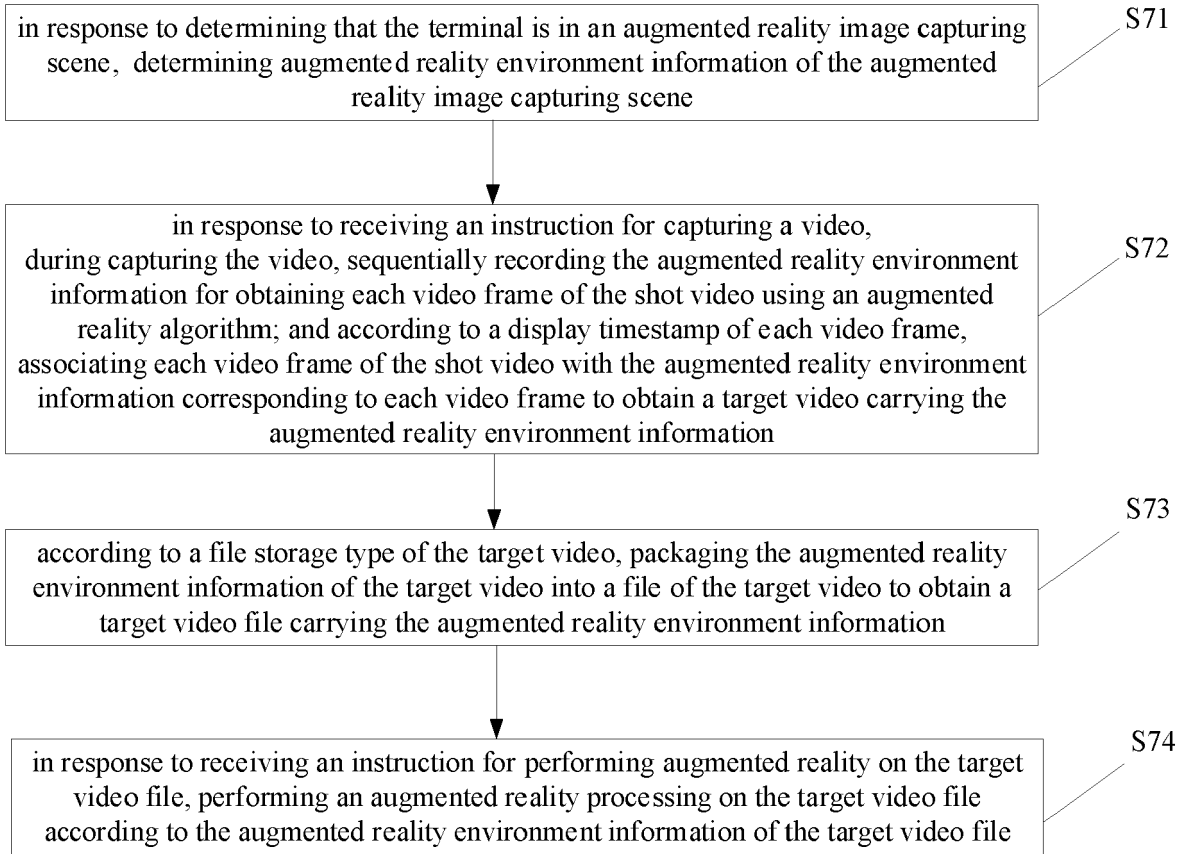 in response to determining that the terminal is in an augmented reality image capturing
scene,  determining augmented reality environment information of the augmented
reality image capturing scene
S71
in response to receiving an instruction for capturing a video,
during capturing the video, sequentially recording the augmented reality environment
information for obtaining each video frame of the shot video using an augmented
reality algorithm; and according to a display timestamp of each video frame,
associating each video frame of the shot video with the augmented reality environment
information corresponding to each video frame to obtain a target video carrying the
augmented reality environment information
S72
according to a file storage type of the target video, packaging the augmented reality
environment information of the target video into a file of the target video to obtain a
target video file carrying the augmented reality environment information
S73
in response to receiving an instruction for performing augmented reality on the target
video file, performing an augmented reality processing on the target video file
according to the augmented reality environment information of the target video file
S74